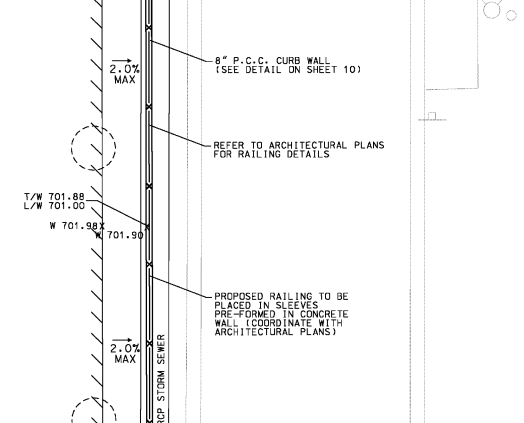 8" P.C.C. CURB WALL
(SEE DETAIL ON SHEET 10)
2.0%
MAX
REFER TO ARCHITECTURAL PLANS
FOR RAILING DETAILS
T/W 701.88
L/W 701.00
W 701.98
W 701.90
PROPOSED RAILING TO BE
PLACED IN SLEEVES
PRE-FORMED IN CONCRETE
WALL (COORDINATE WITH
ARCHITECTURAL PLANS)
2.0%
MAX
RCP STORM SEWER